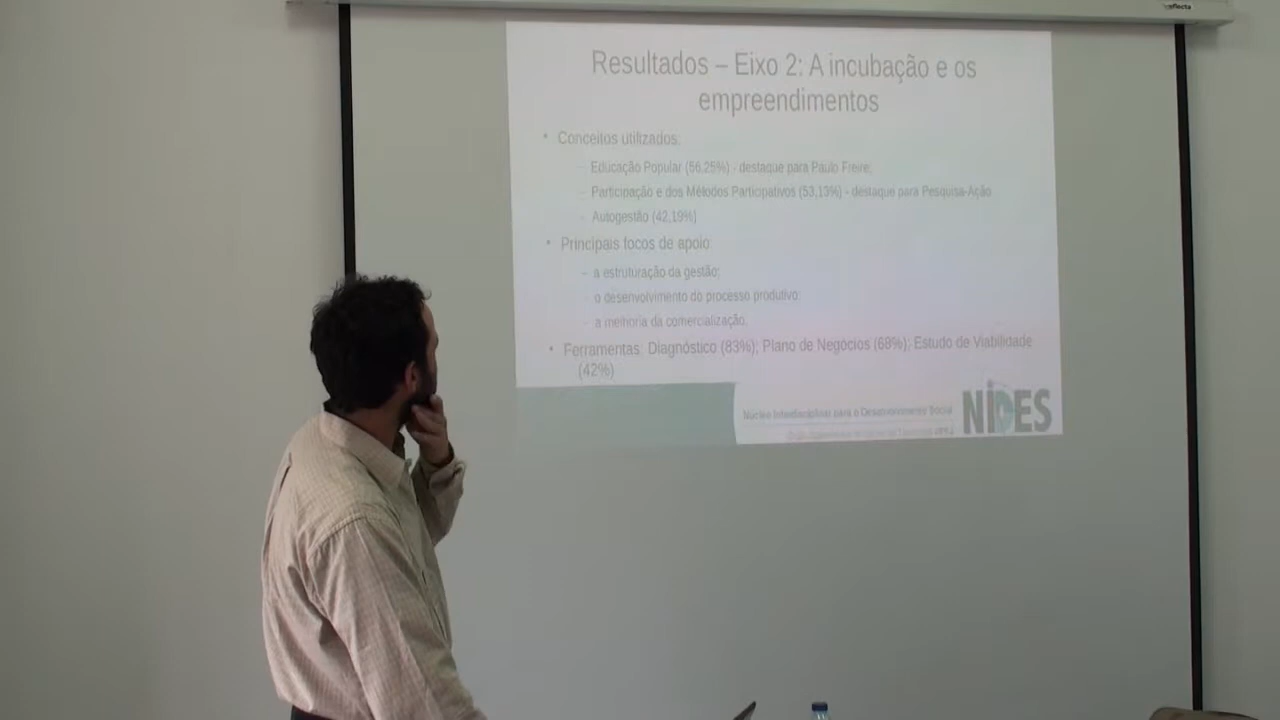 reflecta
Resultados – Eixo 2: A incubação e os
empreendimentos
• Conceitos utilizados:
– Educação Popular (56,25%) - destaque para Paulo Freire;
– Participação e dos Métodos Participativos (53,13%) - destaque para Pesquisa-Ação
– Autogestão (42,19%)
• Principais focos de apoio
– a estruturação da gestão;
o desenvolvimento do processo produtivo;
a melhoria da comercialização;
• Ferramentas: Diagnóstico (83%); Plano de Negócios (68%); Estudo de Viabilidade
(42%)
Núcleo Interdisciplinar para o Desenvolvimento Social
NIDES